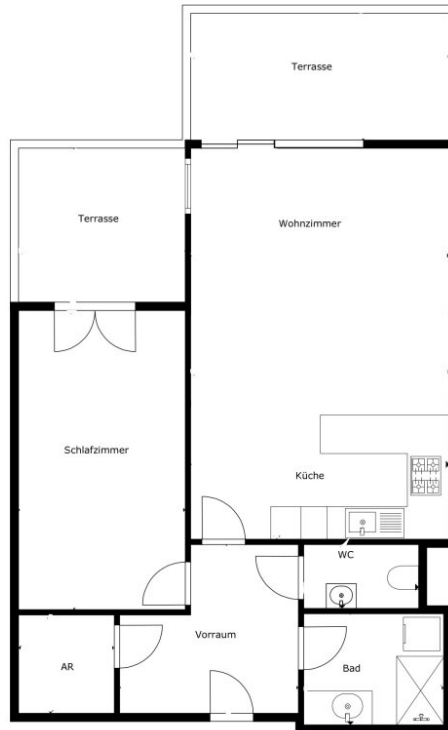 Terrasse
Terrasse
Wohnzimmer
Schlafzimmer
Küche
WC
Vorraum
AR
Bad